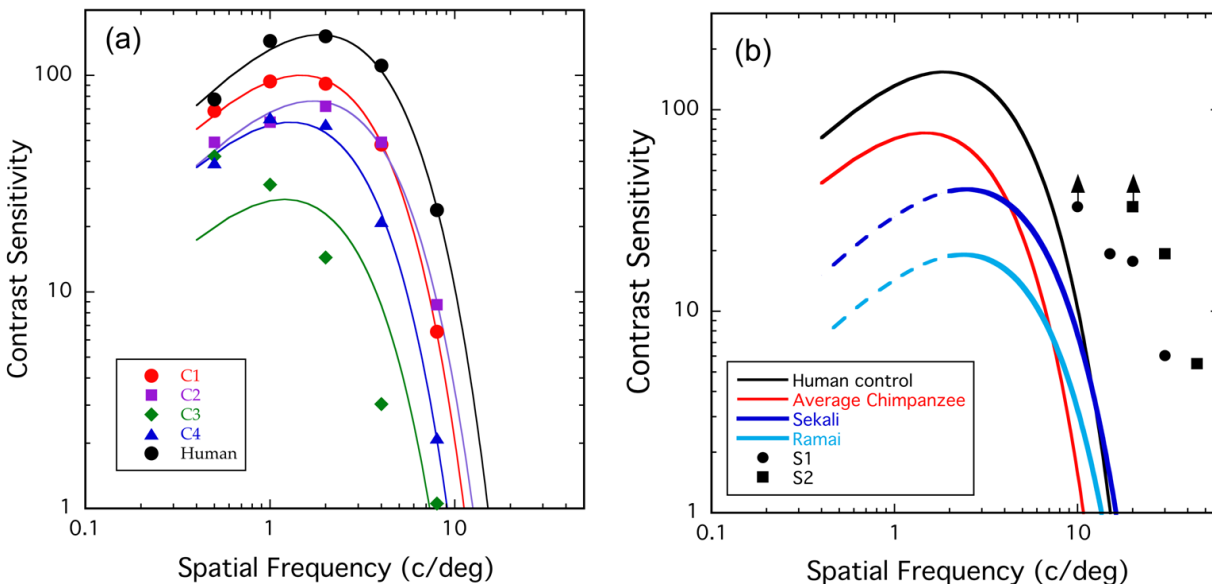 (a)
100
10
1
0.1
1
10
Contrast Sensitivity
Spatial Frequency (c/deg)
C1
C2
C3
C4
Human
(b)
100
10
1
0.1
1
10
Contrast Sensitivity
Spatial Frequency (c/deg)
Human control
Average Chimpanzee
Sekali
Ramai
S1
S2